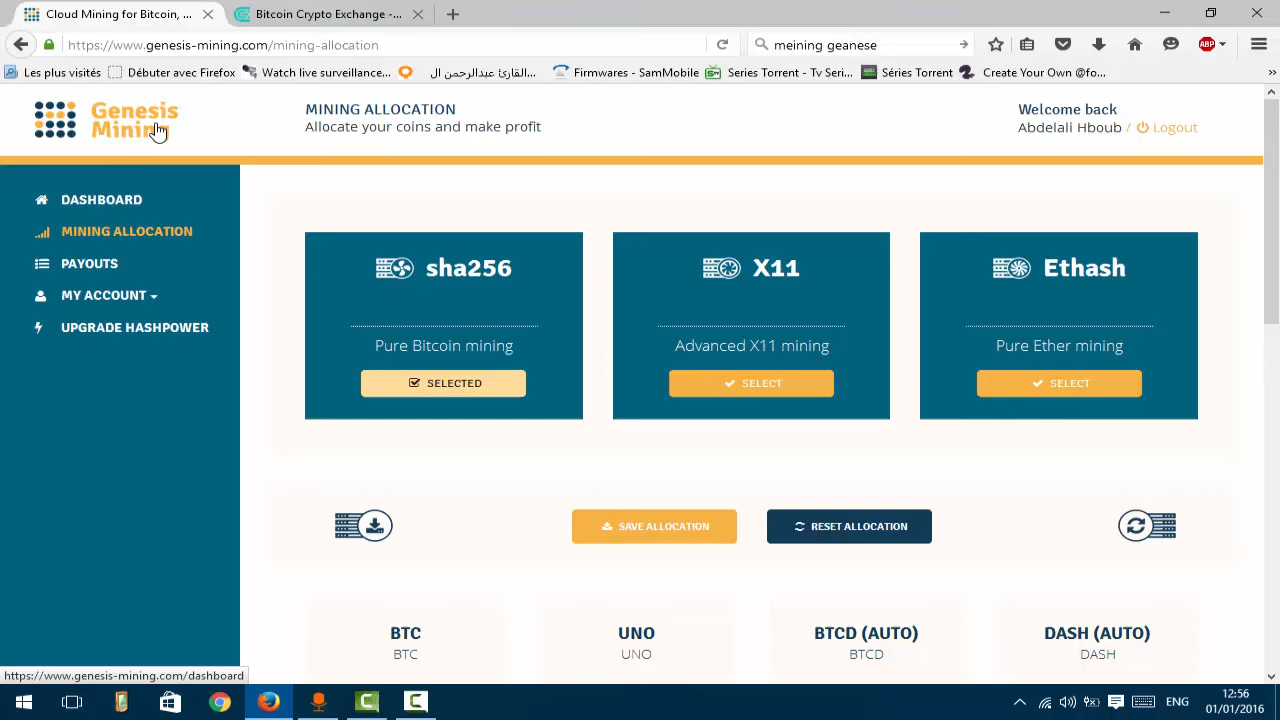 Cloud Mining for Bitcoin, ...
Bitcoin Crypto Exchange -...
https://www.genesis-mining.com/mining-allocation
meining geanese
ABP
Les plus visités
Débuter avec Firefox
Watch live surveillance...
القارئ عبدالرحمن ال...
Firmwares - SamMobile
Series Torrent - Tv Ser...
Séries Torrent
Create Your Own @fo...
Genesis
Mining
MINING ALLOCATION
Allocate your coins and make profit
Welcome back
Abdelali Hboub / Logout
DASHBOARD
MINING ALLOCATION
PAYOUTS
MY ACCOUNT
UPGRADE HASHPOWER
sha256
Pure Bitcoin mining
SELECTED
X11
Advanced X11 mining
SELECT
Ethash
Pure Ether mining
SELECT
SAVE ALLOCATION
RESET ALLOCATION
BTC
BTC
UNO
UNO
BTCD (AUTO)
BTCD
DASH (AUTO)
DASH
https://www.genesis-mining.com/dashboard
ENG
12:56
01/01/2016